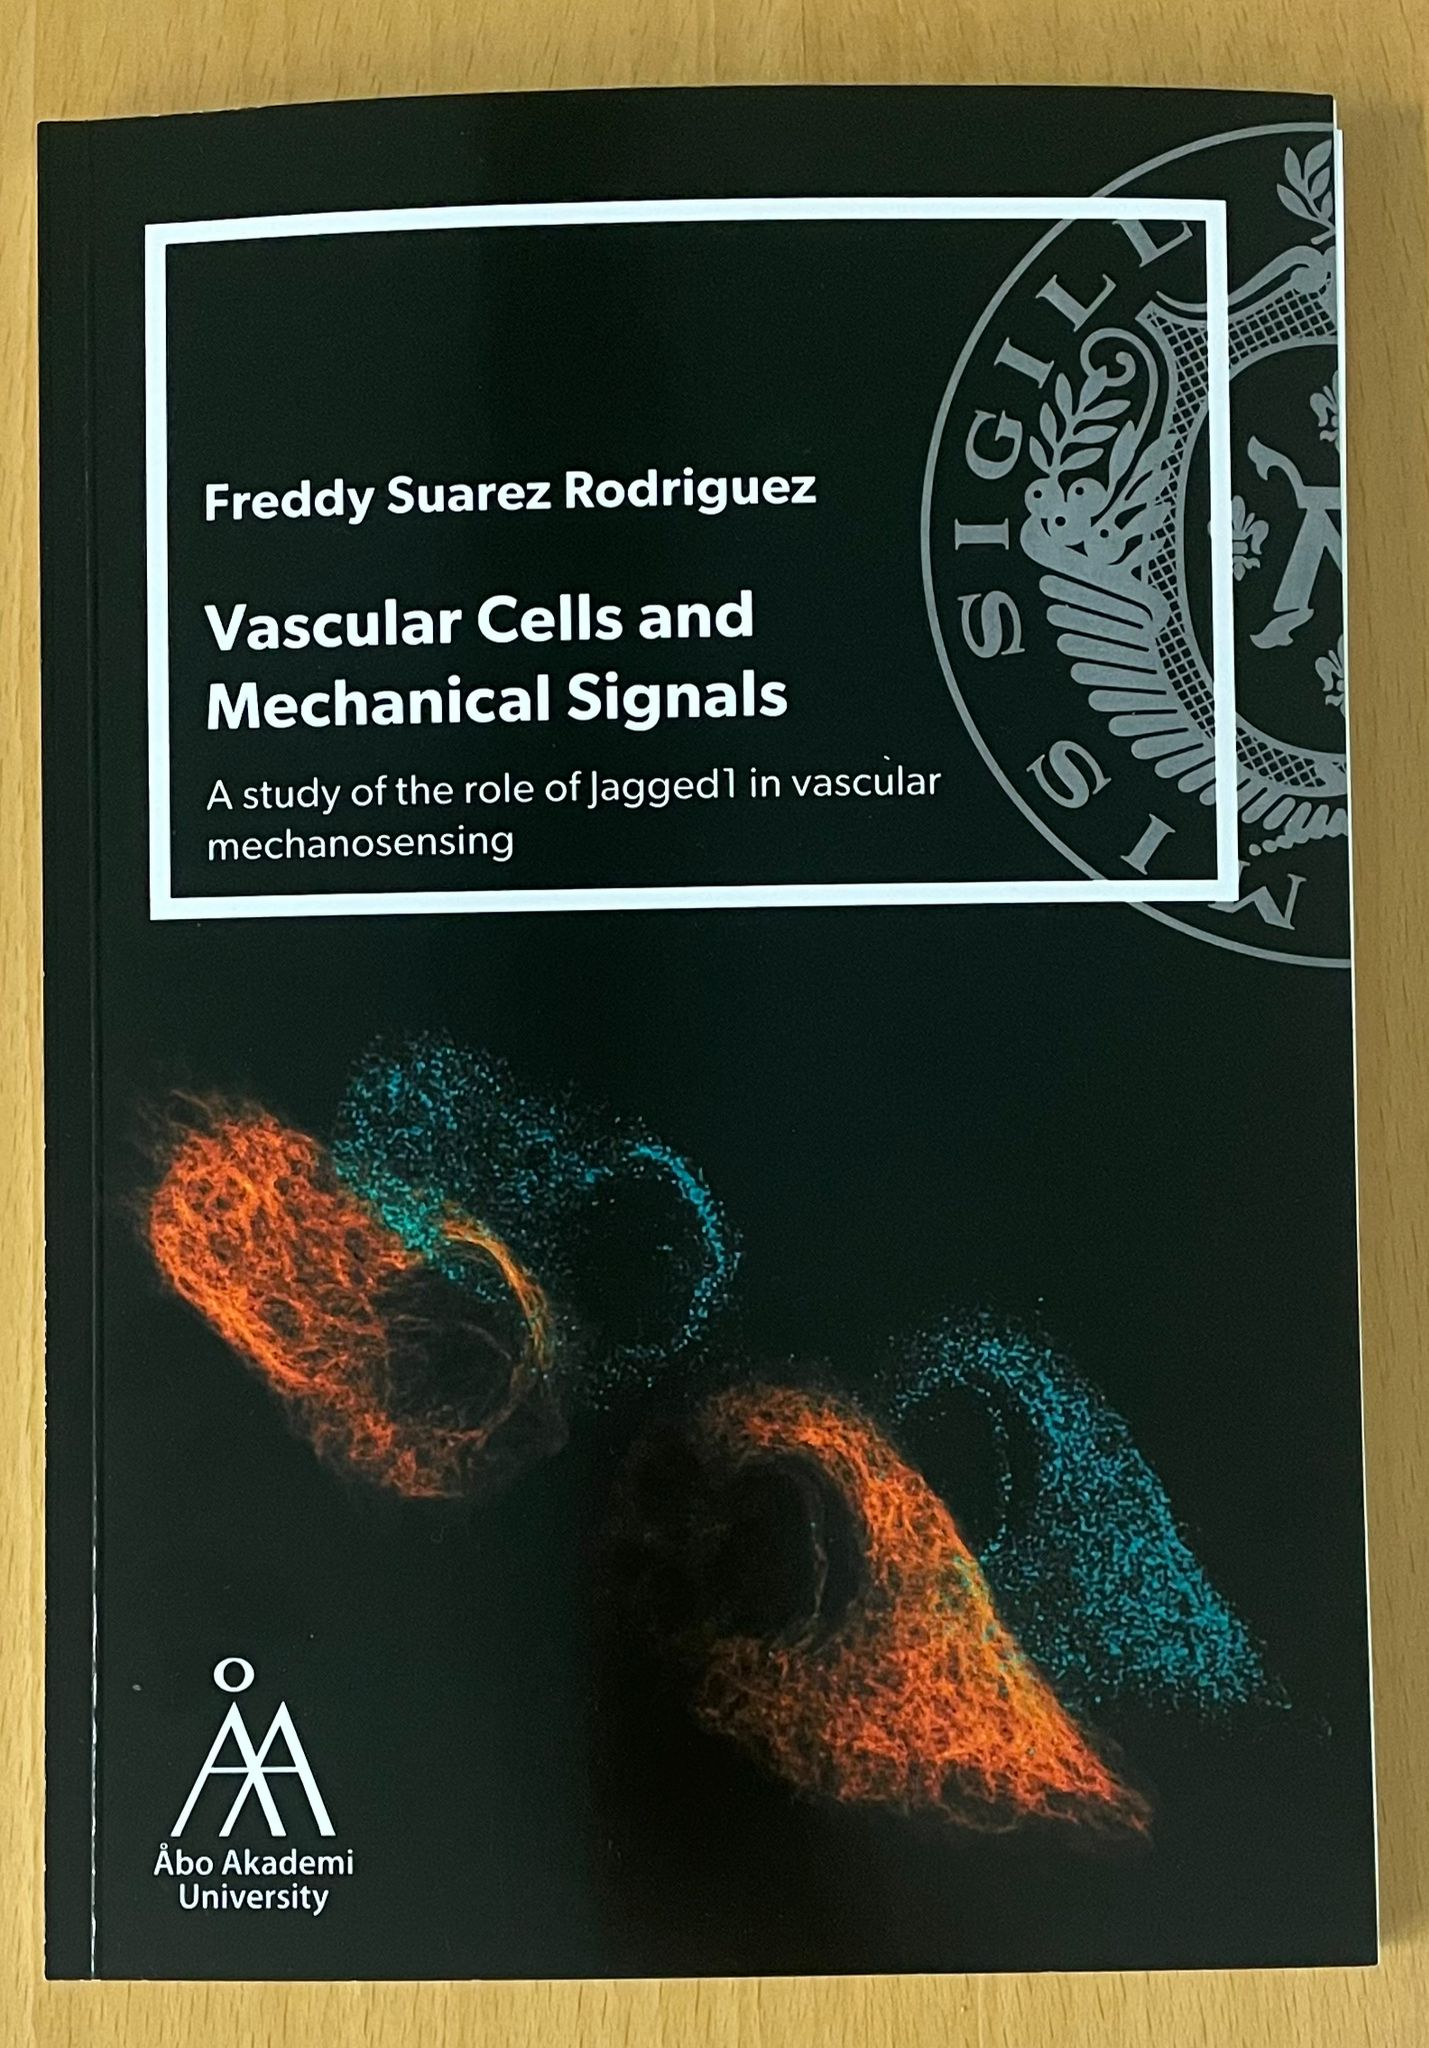 Freddy Suarez Rodriguez
Vascular Cells and
Mechanical Signals
A study of the role of Jagged1 in vascular
mechanosensing
M SIS SIGILL
Åbo Akademi
University